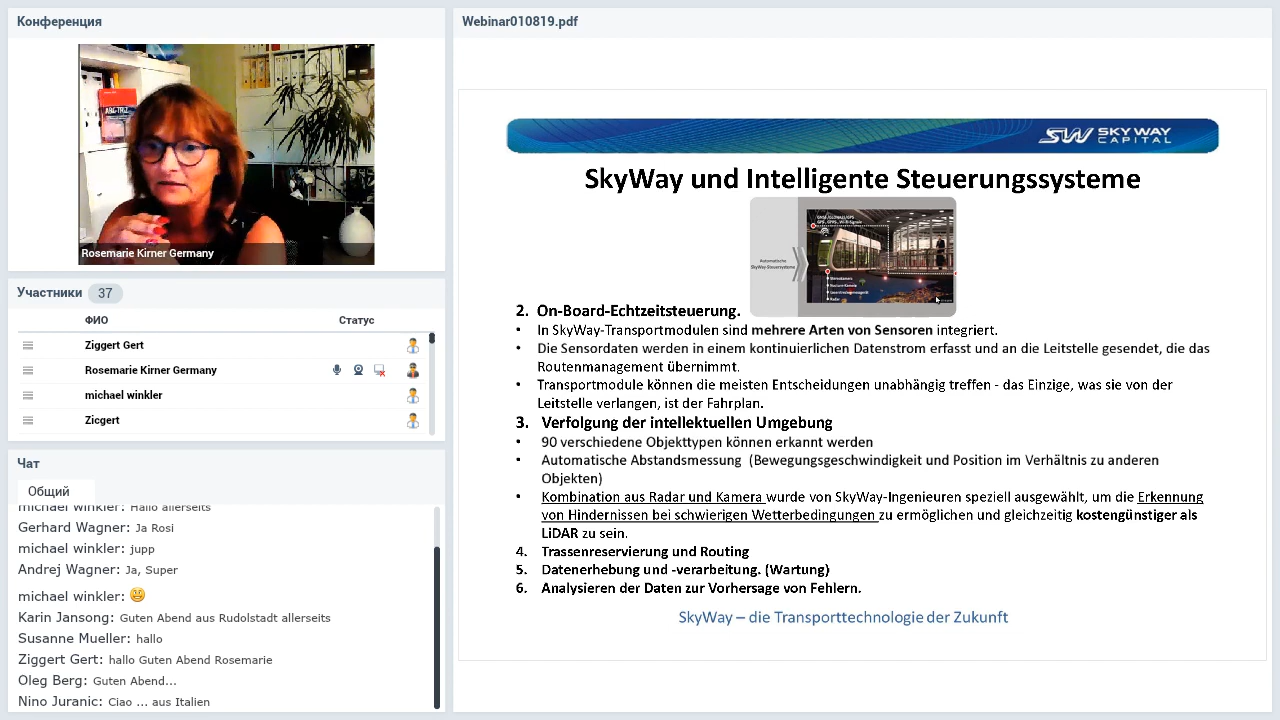 Конференция
ABC-TRIZ
Rosemarie Kirner Germany
Участники 37
ФИО Статус
Ziggert Gert
Rosemarie Kirner Germany
michael winkler
Zicgert
Чат
Общий
michael winkler: Hallo allerseits
Gerhard Wagner: Ja Rosi
michael winkler: jupp
Andrej Wagner: Ja, Super
michael winkler:
Karin Jansong: Guten Abend aus Rudolstadt allerseits
Susanne Mueller: hallo
Ziggert Gert: hallo Guten Abend Rosemarie
Oleg Berg: Guten Abend...
Nino Juranic: Ciao ... aus Italien
Webinar010819.pdf
SW SKY WAY
CAPITAL
SkyWay und Intelligente Steuerungssysteme
Automatische
SkyWay-Steuersysteme
2. On-Board-Echtzeitsteuerung.
• In SkyWay-Transportmodulen sind mehrere Arten von Sensoren integriert.
• Die Sensordaten werden in einem kontinuierlichen Datenstrom erfasst und an die Leitstelle gesendet, die das
Routenmanagement übernimmt.
• Transportmodule können die meisten Entscheidungen unabhängig treffen - das Einzige, was sie von der
Leitstelle verlangen, ist der Fahrplan.
3. Verfolgung der intellektuellen Umgebung
• 90 verschiedene Objekttypen können erkannt werden
• Automatische Abstandsmessung (Bewegungsgeschwindigkeit und Position im Verhältnis zu anderen
Objekten)
• Kombination aus Radar und Kamera wurde von SkyWay-Ingenieuren speziell ausgewählt, um die Erkennung
von Hindernissen bei schwierigen Wetterbedingungen zu ermöglichen und gleichzeitig kostengünstiger als
LiDAR zu sein.
4. Trassenreservierung und Routing
5. Datenerhebung und -verarbeitung. (Wartung)
6. Analysieren der Daten zur Vorhersage von Fehlern.
SkyWay – die Transporttechnologie der Zukunft